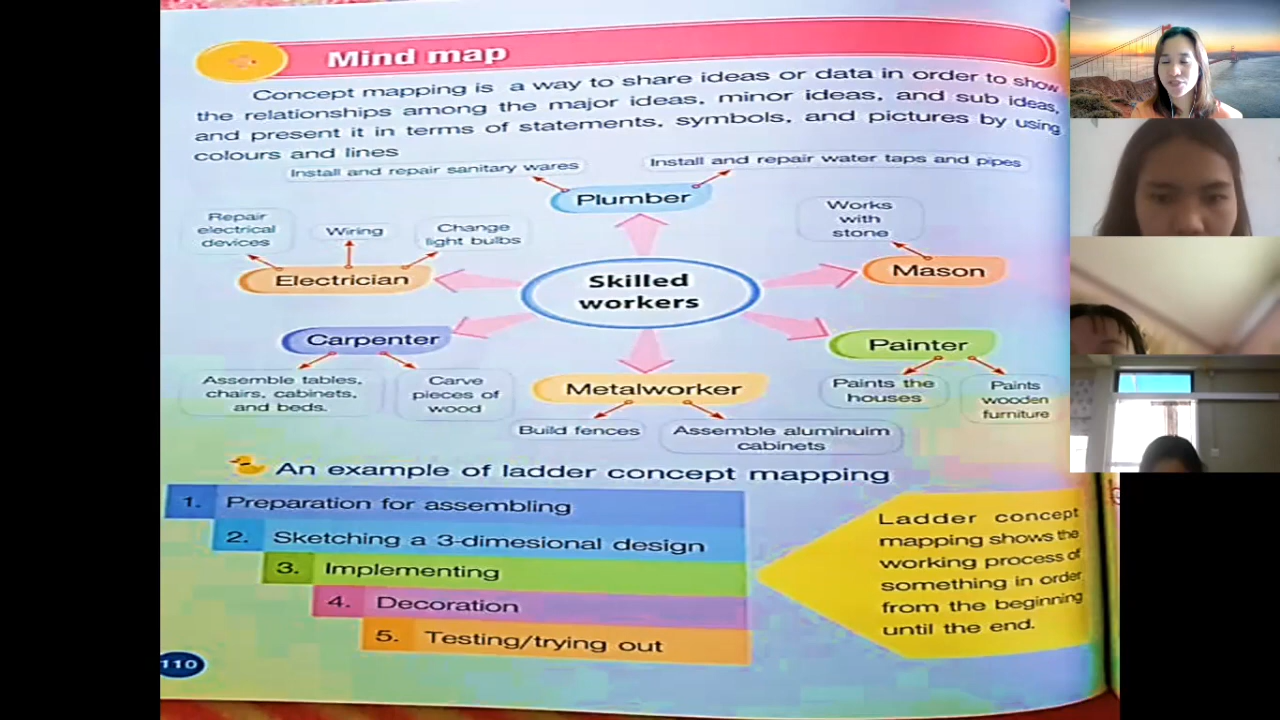 Mind map
Concept mapping is a way to share ideas or data in order to show
the relationships among the major ideas, minor ideas, and sub ideas,
and present it in terms of statements, symbols, and pictures by using
colours and lines
Install and repair sanitary wares
Install and repair water taps and pipes
Plumber
Repair
electrical
devices
Wiring
Change
light bulbs
Works
with
stone
Electrician
Skilled
workers
Mason
Carpenter
Painter
Assemble tables,
chairs, cabinets,
and beds.
Carve
pieces of
wood
Metalworker
Paints the
houses
Paints
wooden
furniture
Build fences
Assemble aluminuim
cabinets
An example of ladder concept mapping
1. Preparation for assembling
2. Sketching a 3-dimesional design
3. Implementing
4. Decoration
5. Testing/trying out
Ladder concept
mapping shows the
working process of
something in order
from the beginning
until the end.
110